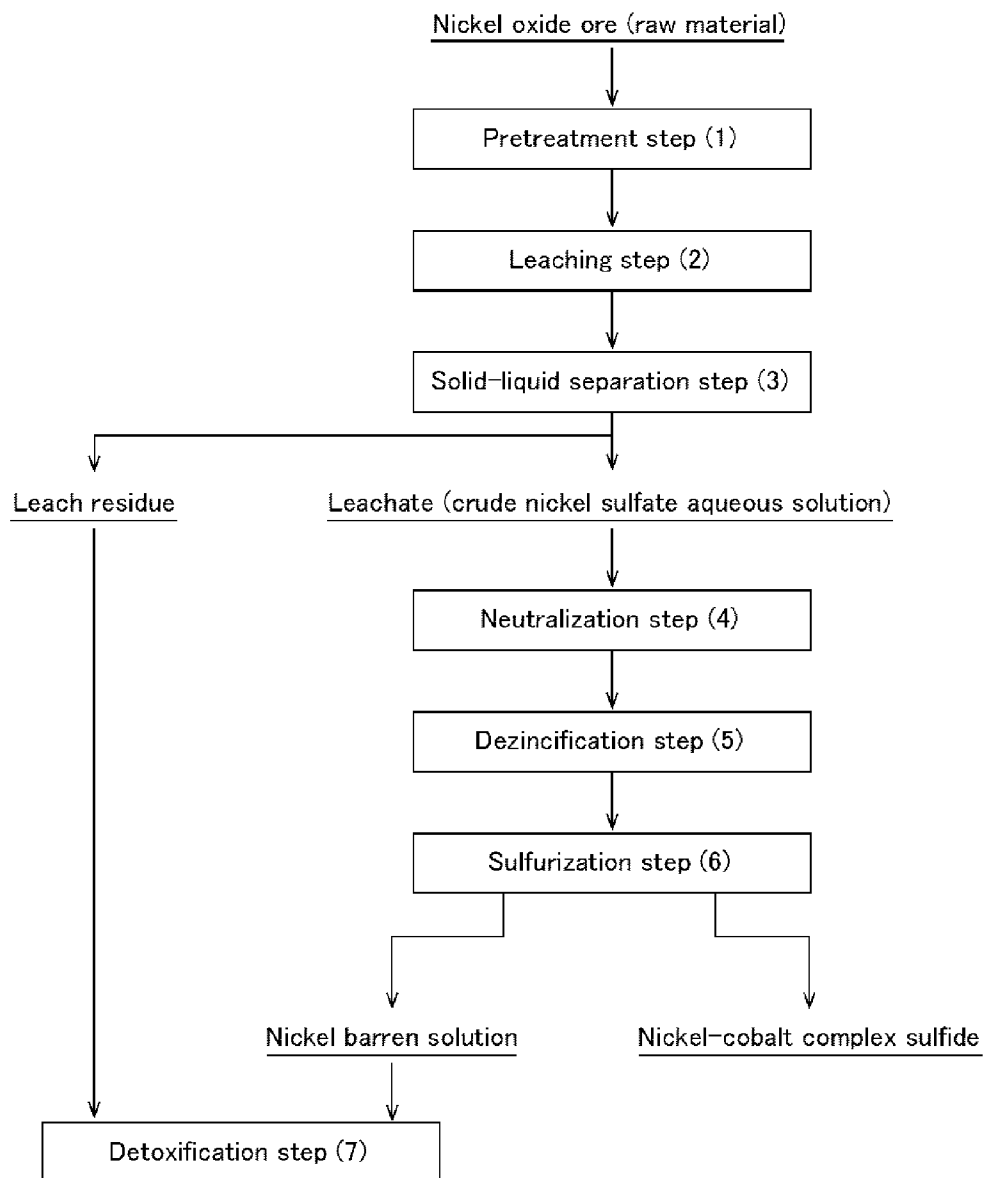 Nickel oxide ore (raw material)
Pretreatment step (1)
Leaching step (2)
Solid-liquid separation step (3)
Leach residue
Leachate (crude nickel sulfate aqueous solution)
Neutralization step (4)
Dezincification step (5)
Sulfurization step (6)
Nickel barren solution
Nickel-cobalt complex sulfide
Detoxification step (7)